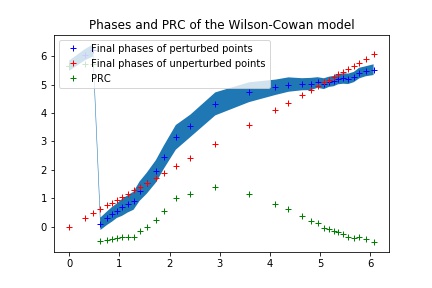 Phases and PRC of the Wilson-Cowan model
Final phases of perturbed points
Final phases of unperturbed points
PRC
6
5
4
3
2
1
0
0 1 2 3 4 5 6